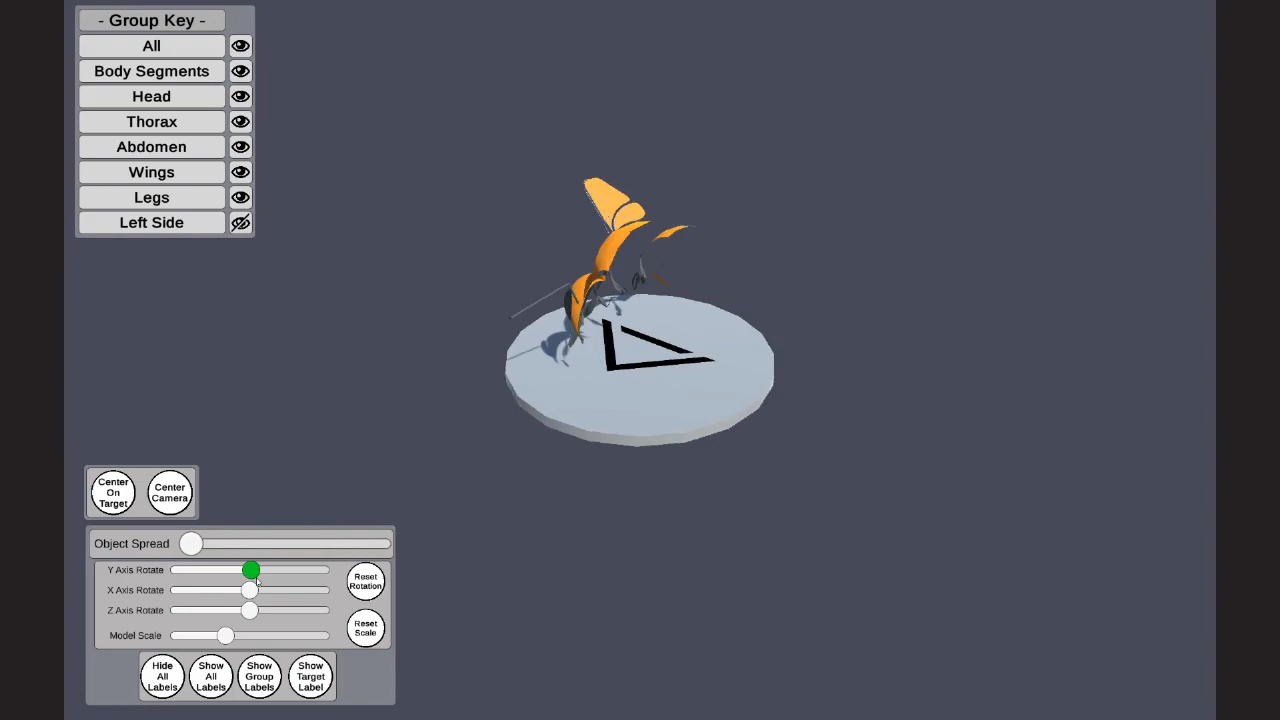 - Group Key -
All
Body Segments
Head
Thorax
Abdomen
Wings
Legs
Left Side
Center
On
Target
Center
Camera
Object Spread
Y Axis Rotate
X Axis Rotate
Z Axis Rotate
Reset
Rotation
Model Scale
Reset
Scale
Hide
All
Labels
Show
All
Labels
Show
Group
Labels
Show
Target
Label